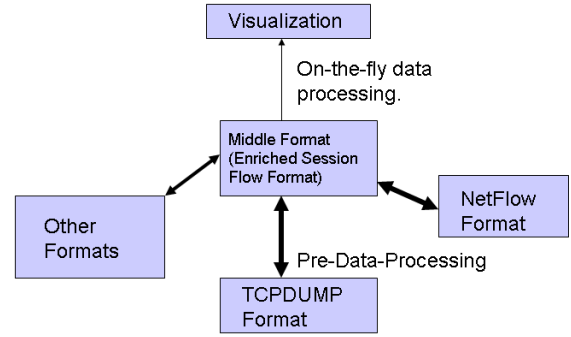 Visualization
On-the-fly data
processing.
Middle Format
(Enriched Session
Flow Format)
Other
Formats
NetFlow
Format
Pre-Data-Processing
TCPDUMP
Format